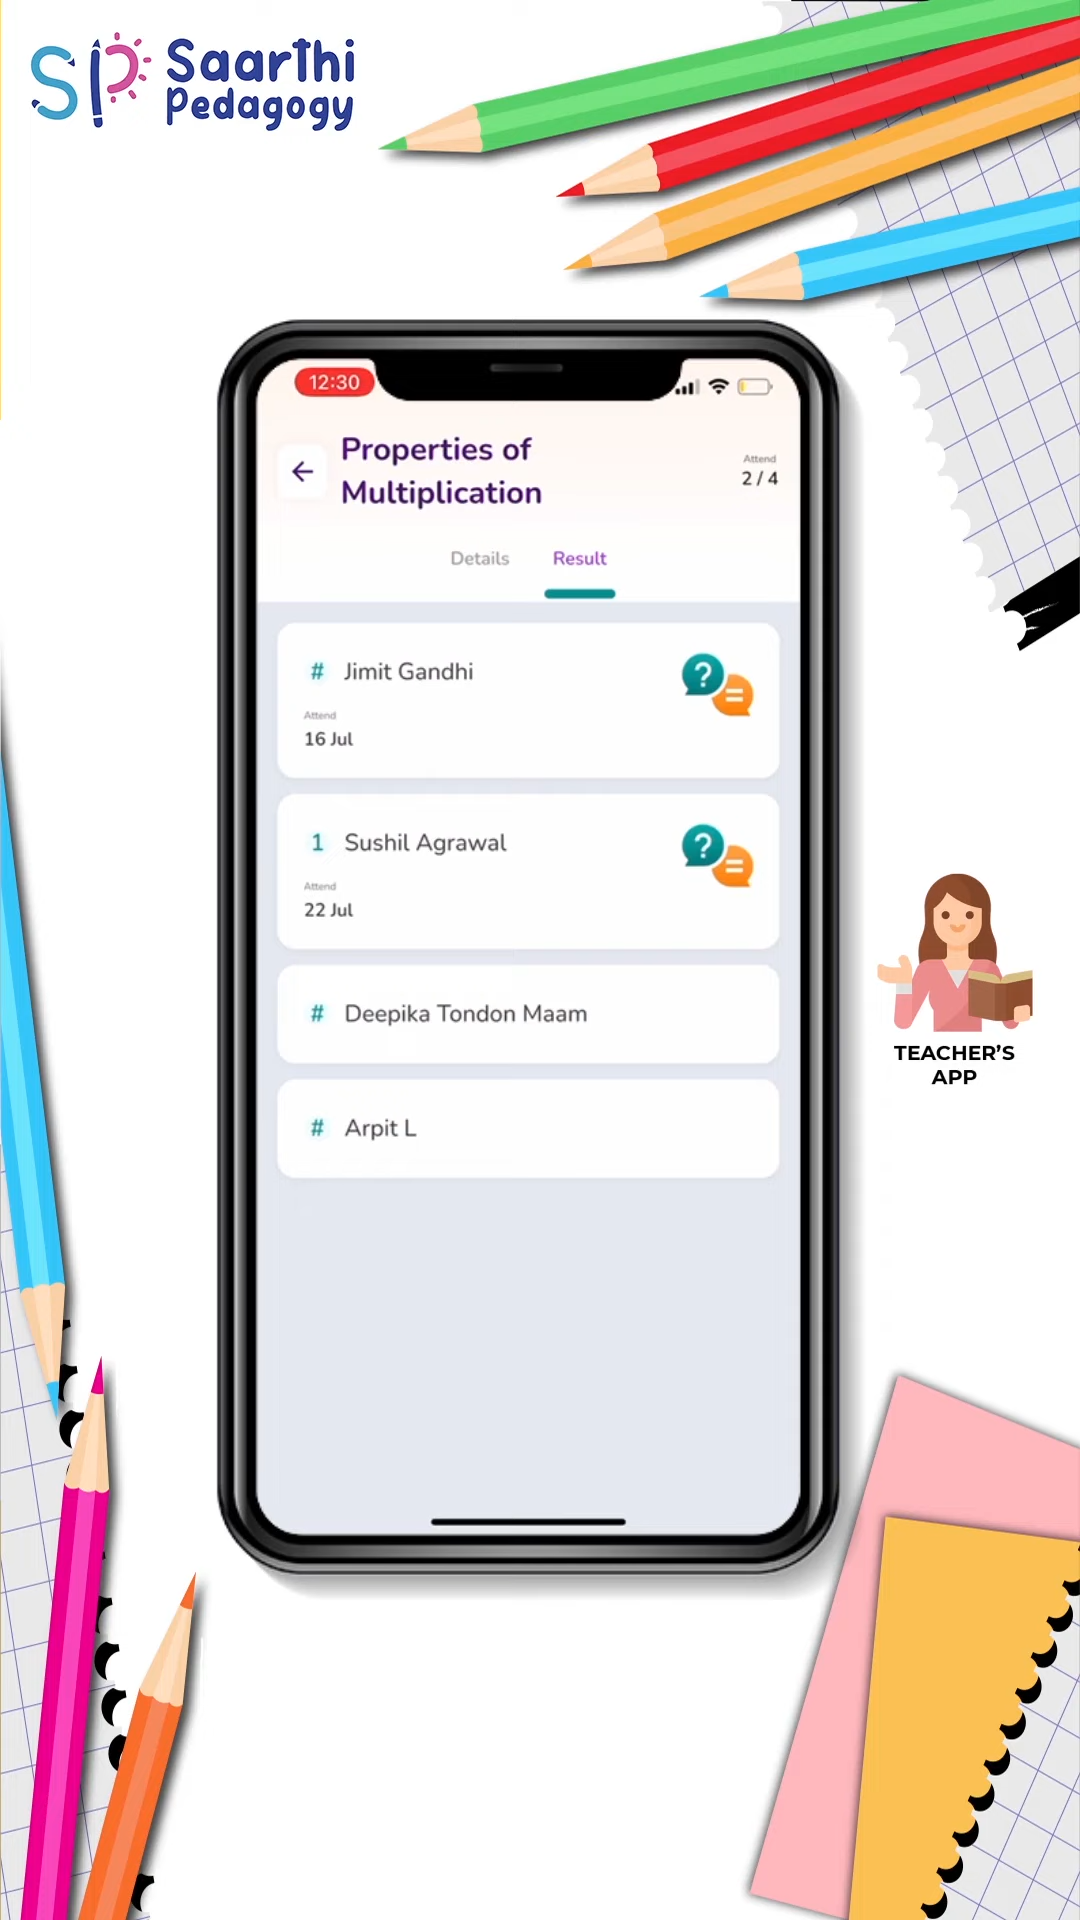 SP Saarthi
Pedagogy
12:30
Properties of
Multiplication
Attend
2 / 4
Details Result
# Jimit Gandhi
?
=
Attend
16 Jul
1 Sushil Agrawal
?
=
Attend
22 Jul
# Deepika Tondon Maam
# Arpit L
TEACHER'S
APP